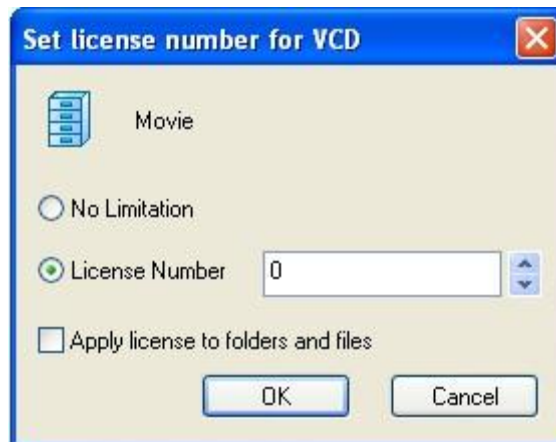 Set license number for VCD
Movie
No Limitation
License Number 0
Apply license to folders and files
OK Cancel